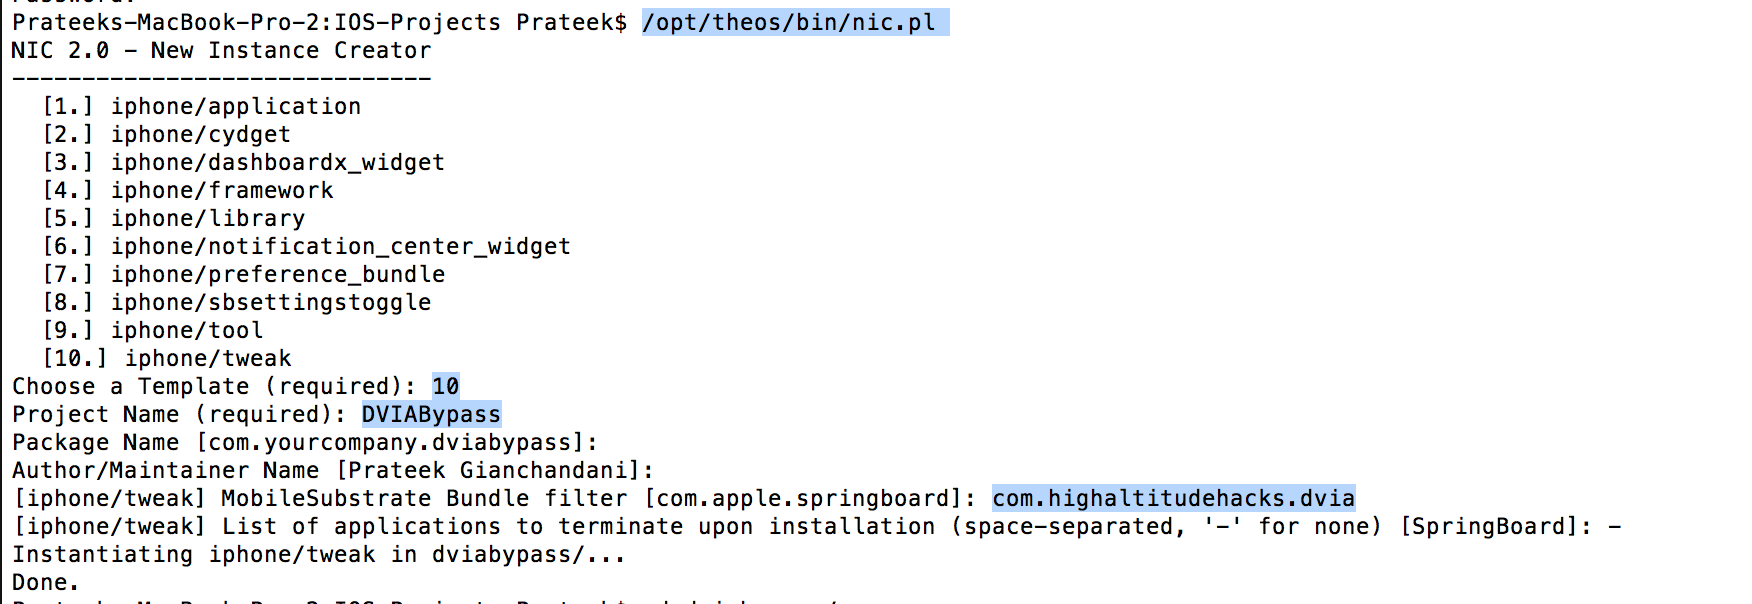 Prateeks-MacBook-Pro-2:IOS-Projects Prateek$ /opt/theos/bin/nic.pl
NIC 2.0 - New Instance Creator
------------------------------
[1.] iphone/application
[2.] iphone/cydget
[3.] iphone/dashboardx_widget
[4.] iphone/framework
[5.] iphone/library
[6.] iphone/notification_center_widget
[7.] iphone/preference_bundle
[8.] iphone/sbsettingstoggle
[9.] iphone/tool
[10.] iphone/tweak
Choose a Template (required): 10
Project Name (required): DVIABypass
Package Name [com.yourcompany.dviabypass]:
Author/Maintainer Name [Prateek Gianchandani]:
[iphone/tweak] MobileSubstrate Bundle filter [com.apple.springboard]: com.highaltitudehacks.dvia
[iphone/tweak] List of applications to terminate upon installation (space-separated, '-' for none) [SpringBoard]: -
Instantiating iphone/tweak in dviabypass/...
Done.